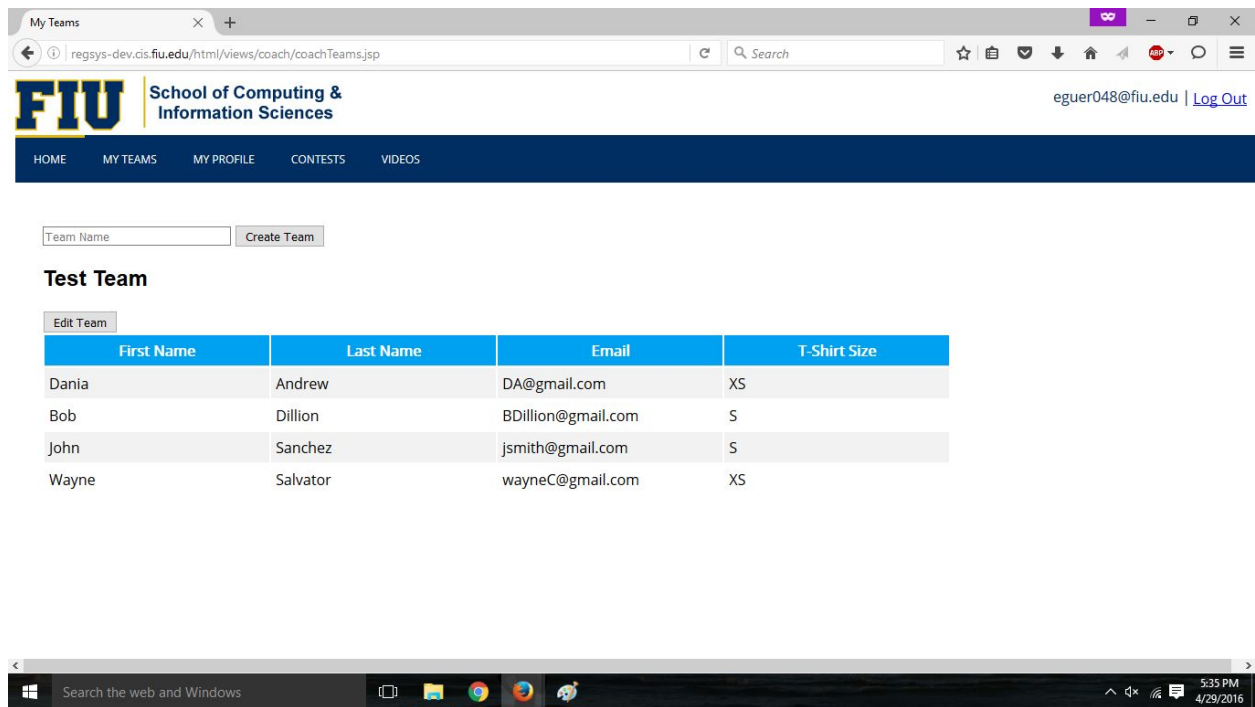 My Teams
regsys-dev.cis.fiu.edu/html/views/coach/coachTeams.jsp
Search
ABP
FIU School of Computing &
Information Sciences
eguer048@fiu.edu | Log Out
HOME MY TEAMS MY PROFILE CONTESTS VIDEOS
Team Name Create Team
Test Team
Edit Team
First Name Last Name Email T-Shirt Size
Dania Andrew DA@gmail.com XS
Bob Dillion BDillion@gmail.com S
John Sanchez jsmith@gmail.com S
Wayne Salvator wayneC@gmail.com XS
Search the web and Windows
5:35 PM
4/29/2016